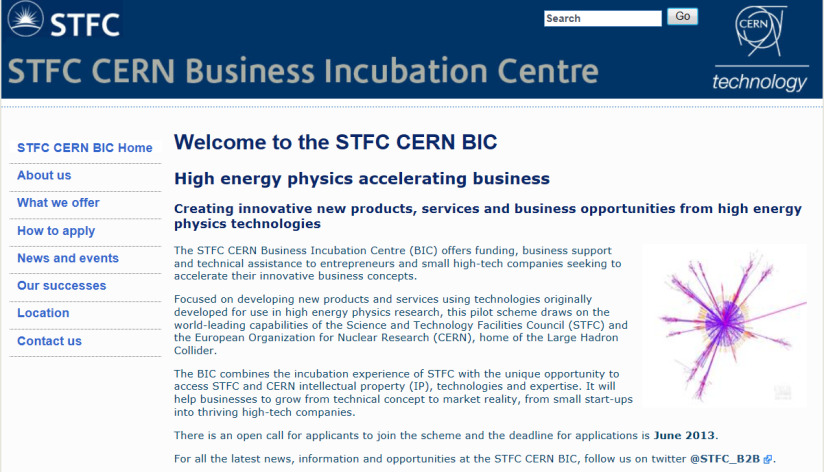 STFC
Search
Go
CERN
STFC CERN Business Incubation Centre
technology
STFC CERN BIC Home
About us
What we offer
How to apply
News and events
Our successes
Location
Contact us
Welcome to the STFC CERN BIC
High energy physics accelerating business
Creating innovative new products, services and business opportunities from high energy
physics technologies
The STFC CERN Business Incubation Centre (BIC) offers funding, business support
and technical assistance to entrepreneurs and small high-tech companies seeking to
accelerate their innovative business concepts.
Focused on developing new products and services using technologies originally
developed for use in high energy physics research, this pilot scheme draws on the
world-leading capabilities of the Science and Technology Facilities Council (STFC) and
the European Organization for Nuclear Research (CERN), home of the Large Hadron
Collider.
The BIC combines the incubation experience of STFC with the unique opportunity to
access STFC and CERN intellectual property (IP), technologies and expertise. It will
help businesses to grow from technical concept to market reality, from small start-ups
into thriving high-tech companies.
There is an open call for applicants to join the scheme and the deadline for applications is June 2013.
For all the latest news, information and opportunities at the STFC CERN BIC, follow us on twitter @STFC_B2B.